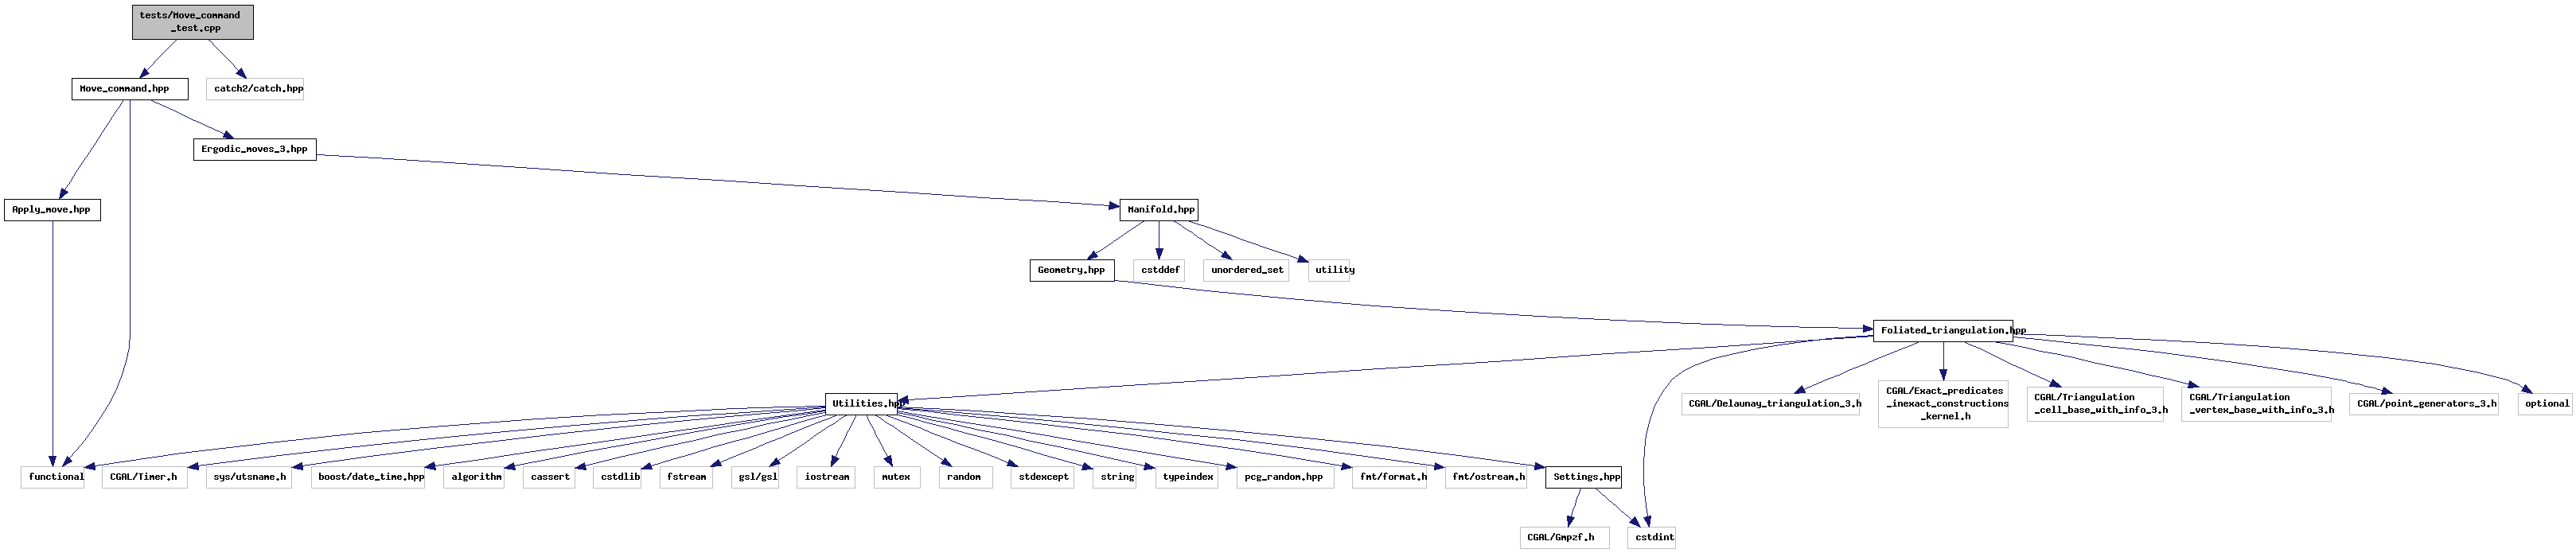 tests/Move_command
_test.cpp
Move_command.hpp
catch2/catch.hpp
Ergodic_moves_3.hpp
Apply_move.hpp
Manifold.hpp
Geometry.hpp
cstddef
unordered_set
utility
Foliated_triangulation.hpp
Utilities.hpp
CGAL/Delaunay_triangulation_3.h
CGAL/Exact_predicates
_inexact_constructions
_kernel.h
CGAL/Triangulation
_cell_base_with_info_3.h
CGAL/Triangulation
_vertex_base_with_info_3.h
CGAL/point_generators_3.h
optional
functional
CGAL/Timer.h
sys/utsname.h
boost/date_time.hpp
algorithm
cassert
cstdlib
fstream
gsl/gsl
iostream
mutex
random
stdexcept
string
typeindex
pcg_random.hpp
fmt/format.h
fmt/ostream.h
Settings.hpp
CGAL/Gmpzf.h
cstdint